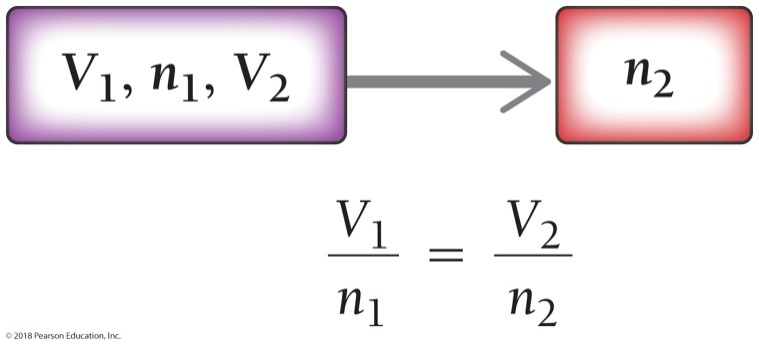 V₁, n₁, V₂
n₂
V₁ = V₂
n₁ n₂
© 2018 Pearson Education, Inc.